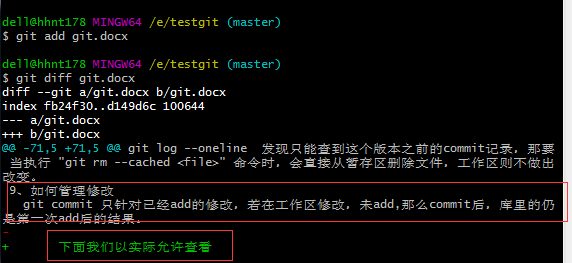 dell@hhnt178 MINGW64 /e/testgit (master)
$ git add git.docx
dell@hhnt178 MINGW64 /e/testgit (master)
$ git diff git.docx
diff --git a/git.docx b/git.docx
index fb24f30..d149d6c 100644
--- a/git.docx
+++ b/git.docx
@@ -71,5 +71,5 @@ git log --oneline 发现只能查到这个版本之前的commit记录, 那要
当执行 "git rm --cached <file>" 命令时, 会直接从暂存区删除文件, 工作区则不做出
改变。
9、如何管理修改
git commit 只针对已经add的修改, 若在工作区修改, 未add,那么commit后, 库里的仍
是第一次add后的结果。
-
+ 下面我们以实际允许查看